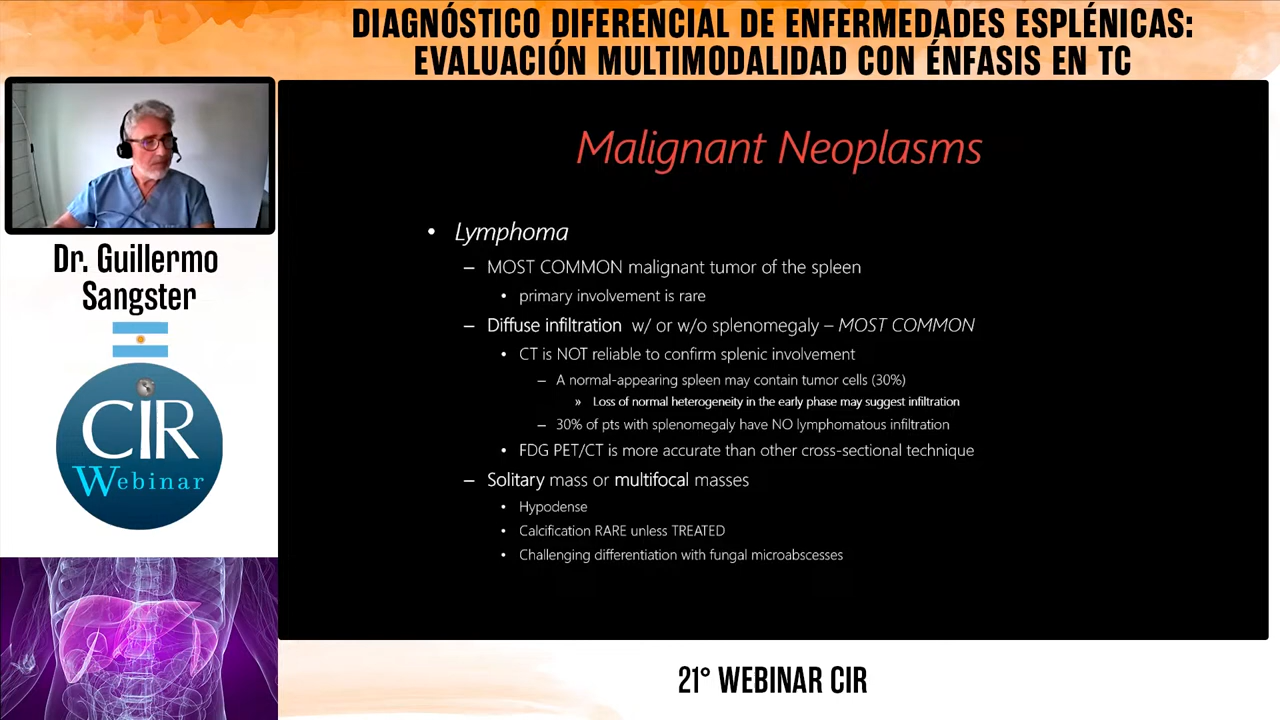 DIAGNÓSTICO DIFERENCIAL DE ENFERMEDADES ESPLÉNICAS:
EVALUACIÓN MULTIMODALIDAD CON ÉNFASIS EN TC
Dr. Guillermo
Sangster
CIR
Webinar
Malignant Neoplasms
• Lymphoma
– MOST COMMON malignant tumor of the spleen
• primary involvement is rare
– Diffuse infiltration w/ or w/o splenomegaly – MOST COMMON
• CT is NOT reliable to confirm splenic involvement
– A normal-appearing spleen may contain tumor cells (30%)
» Loss of normal heterogeneity in the early phase may suggest infiltration
– 30% of pts with splenomegaly have NO lymphomatous infiltration
• FDG PET/CT is more accurate than other cross-sectional technique
– Solitary mass or multifocal masses
• Hypodense
• Calcification RARE unless TREATED
• Challenging differentiation with fungal microabscesses
21° WEBINAR CIR